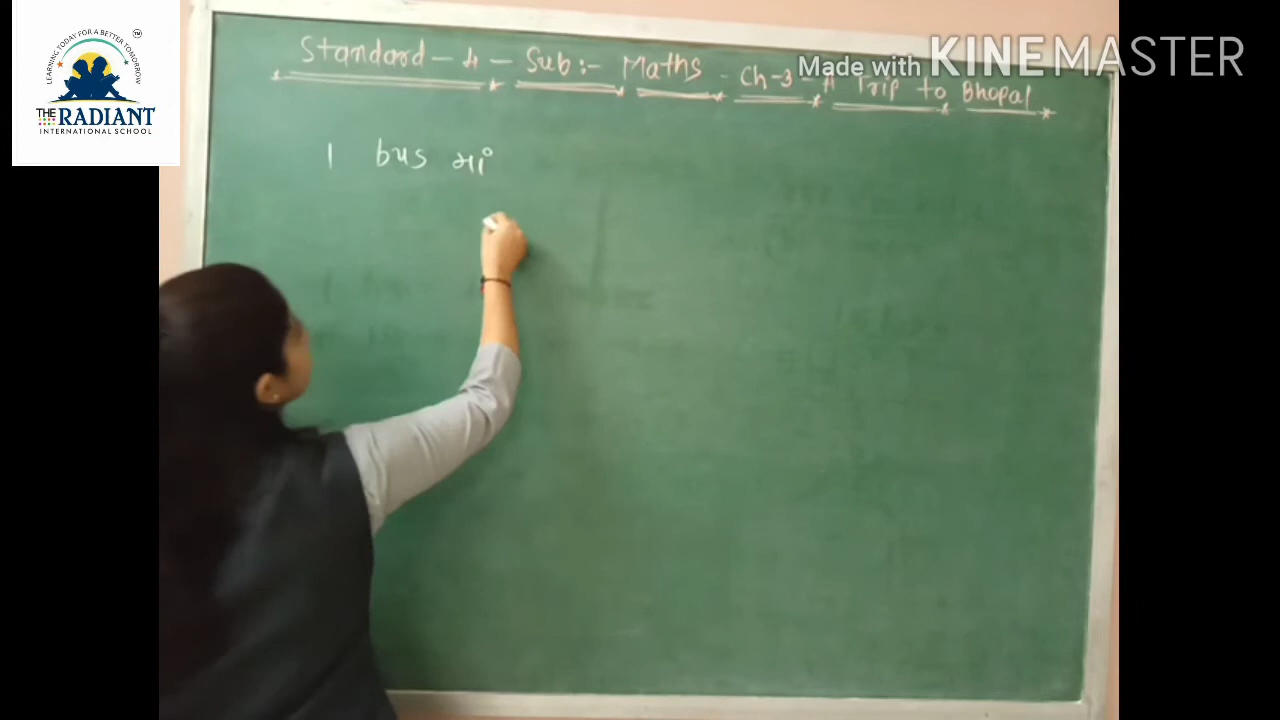 LEARNING TODAY FOR A BETTER TOMORROW
TM
THE RADIANT
INTERNATIONAL SCHOOL
Made with KINEMASTER
Standard - 4 - Sub :- Maths - Ch-3 - A Trip to Bhopal
1 bus માં